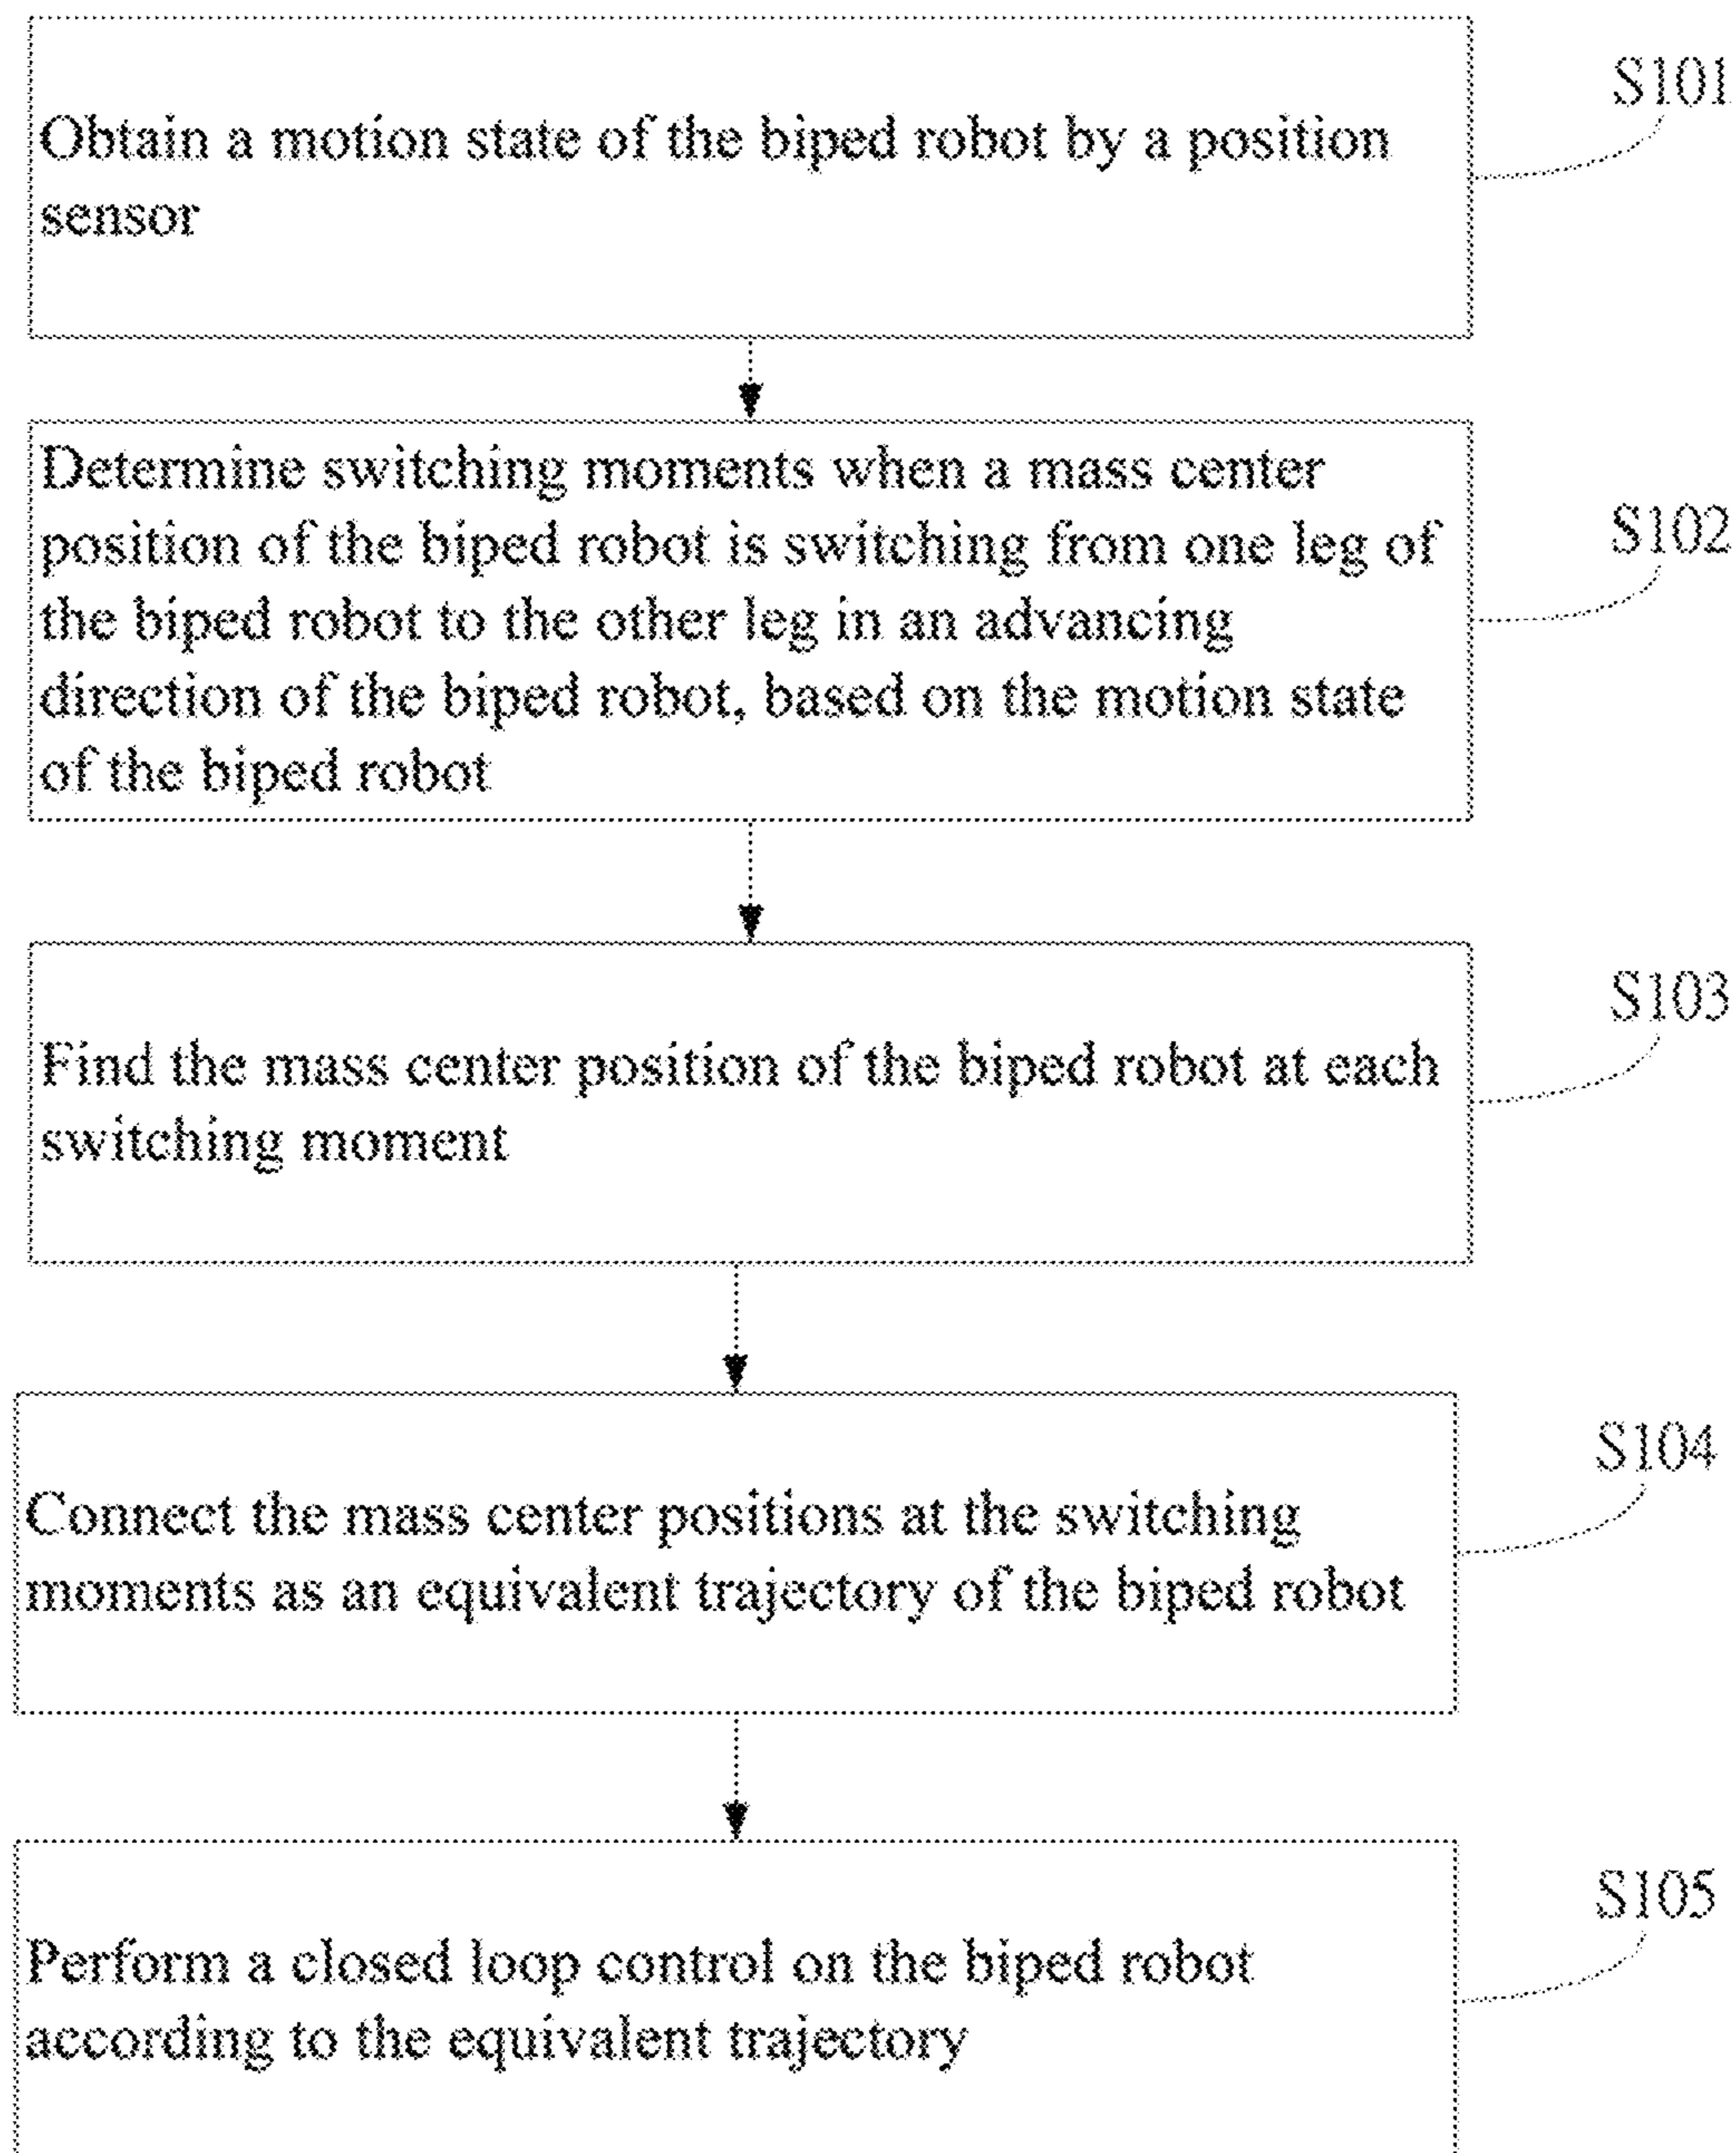 S101
Obtain a motion state of the biped robot by a position
sensor
S102
Determine switching moments when a mass center
position of the biped robot is switching from one leg of
the biped robot to the other leg in an advancing
direction of the biped robot, based on the motion state
of the biped robot
S103
Find the mass center position of the biped robot at each
switching moment
S104
Connect the mass center positions at the switching
moments as an equivalent trajectory of the biped robot
S105
Perform a closed loop control on the biped robot
according to the equivalent trajectory